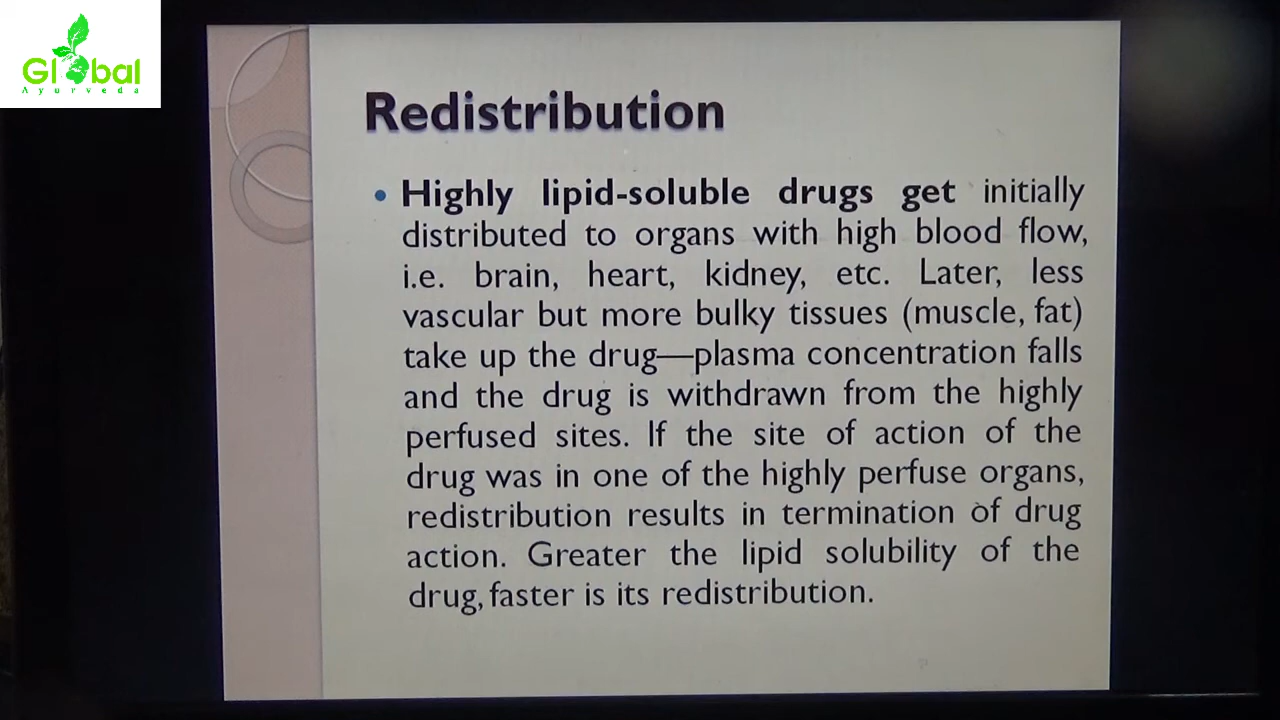 Global
Ayurveda
Redistribution
• Highly lipid-soluble drugs get initially
distributed to organs with high blood flow,
i.e. brain, heart, kidney, etc. Later, less
vascular but more bulky tissues (muscle, fat)
take up the drug—plasma concentration falls
and the drug is withdrawn from the highly
perfused sites. If the site of action of the
drug was in one of the highly perfuse organs,
redistribution results in termination of drug
action. Greater the lipid solubility of the
drug, faster is its redistribution.